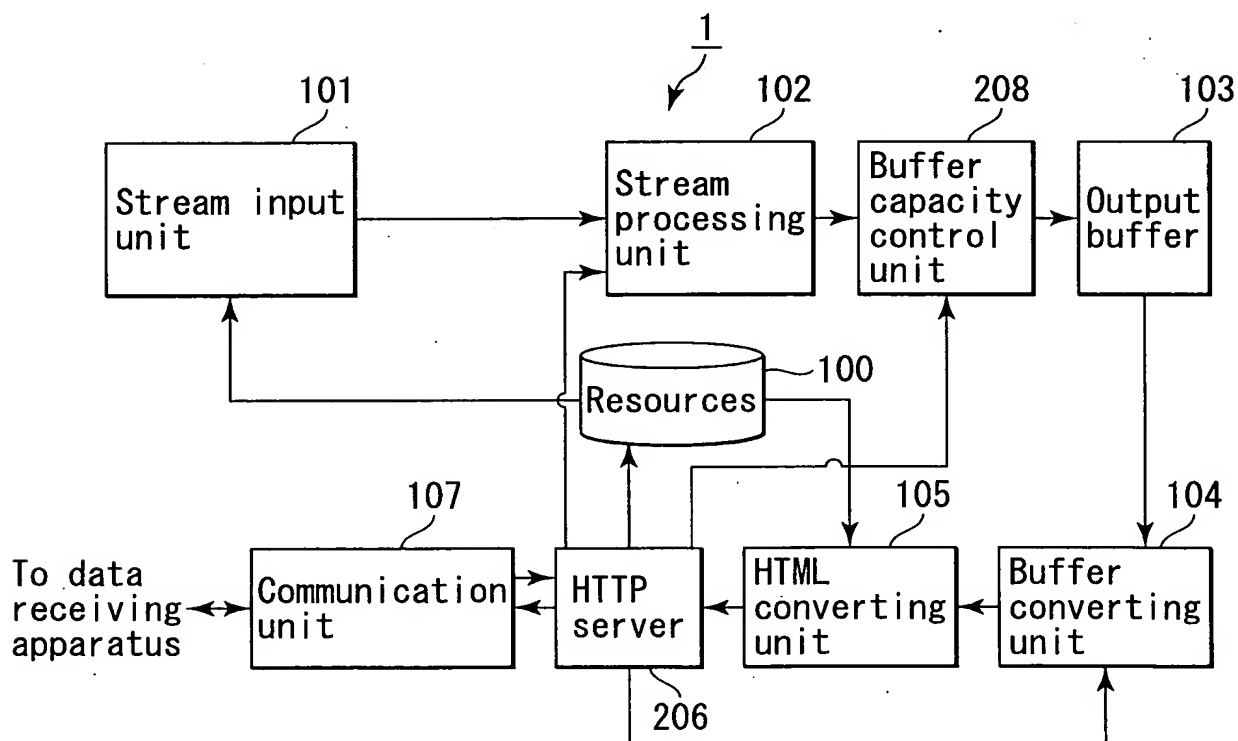 1
101
102
208
103
Stream input
unit
Stream
processing
unit
Buffer
capacity
control
unit
Output
buffer
100
Resources
107
105
104
To data
receiving
apparatus
Communication
unit
HTTP
server
HTML
converting
unit
Buffer
converting
unit
206